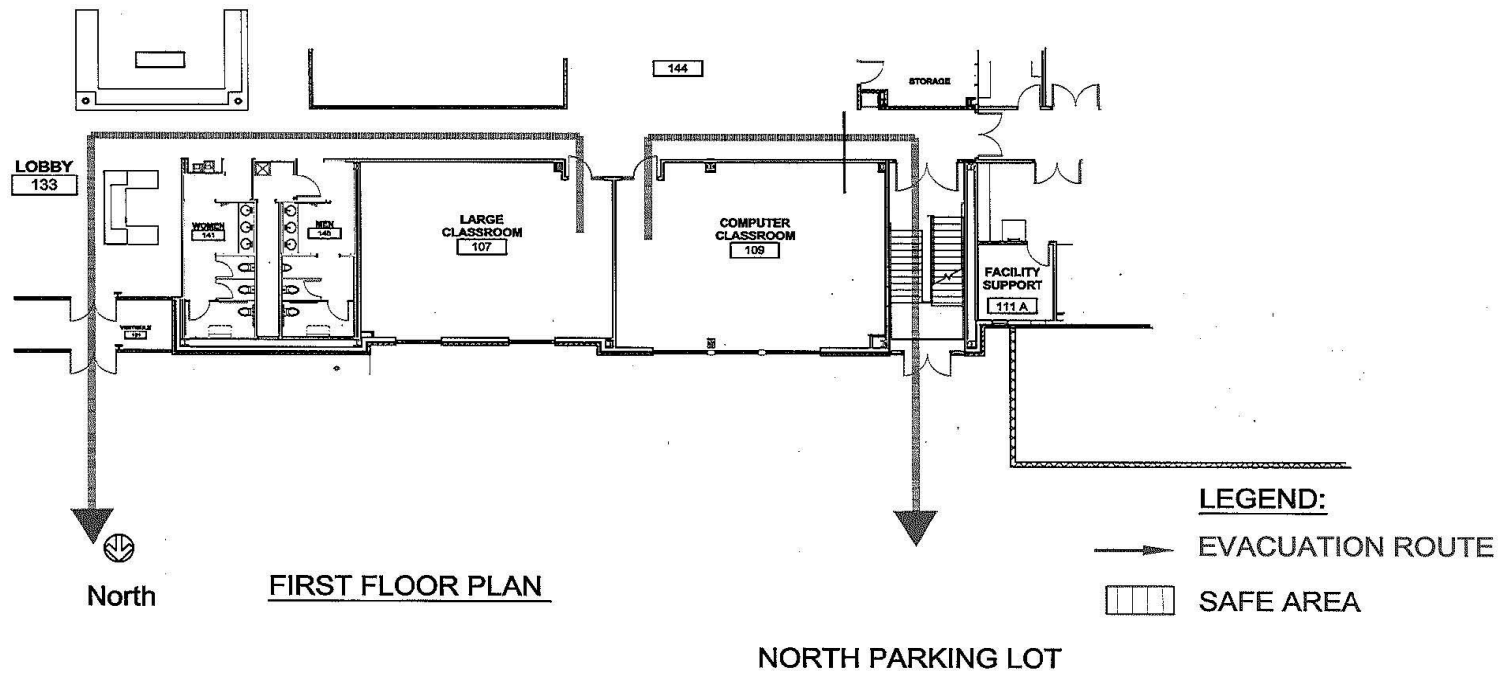 144
STORAGE
LOBBY
133
WOMEN
141
MEN
140
LARGE
CLASSROOM
107
COMPUTER
CLASSROOM
109
FACILITY
SUPPORT
111 A
VESTIBULE
North
FIRST FLOOR PLAN
LEGEND:
EVACUATION ROUTE
SAFE AREA
NORTH PARKING LOT